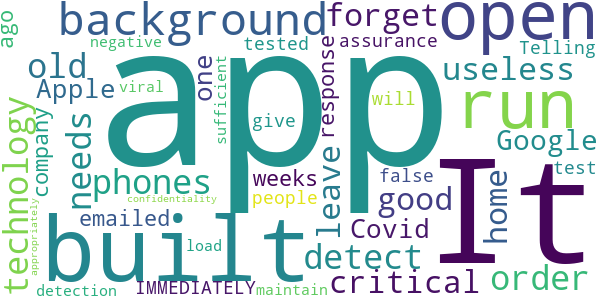 ago
background
forget
open
negative
tested
assurance
Telling
old
one
response
useless
Apple
viral
sufficient
app
will
run
technology
company
needs
give
Google
phones
weeks
leave
false
test
appropriately
confidentiality
people
good
It
home
emailed
built
Covid
load
detect
order
detection
IMMEDIATELY
maintain
critical